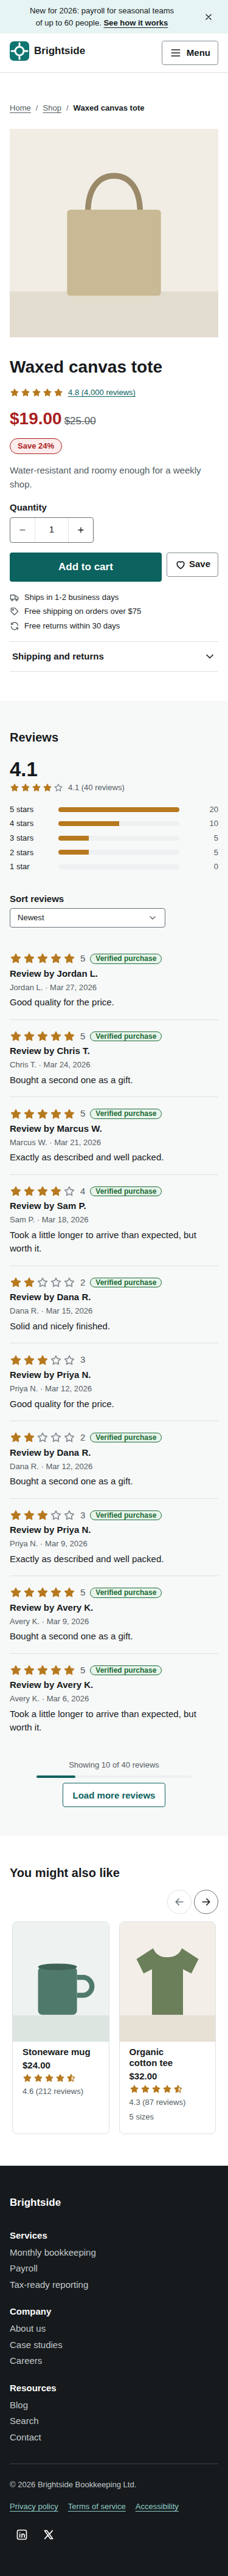 New for 2026: payroll for seasonal teams
of up to 60 people. See how it works
Brightside
Menu
Home / Shop / Waxed canvas tote
Waxed canvas tote
4.8 (4,000 reviews)
$19.00 $25.00
Save 24%
Water-resistant and roomy enough for a weekly
shop.
Quantity
− 1 +
Add to cart
Save
Ships in 1-2 business days
Free shipping on orders over $75
Free returns within 30 days
Shipping and returns
Reviews
4.1
4.1 (40 reviews)
5 stars 20
4 stars 10
3 stars 5
2 stars 5
1 star 0
Sort reviews
Newest
5 Verified purchase
Review by Jordan L.
Jordan L. · Mar 27, 2026
Good quality for the price.
5 Verified purchase
Review by Chris T.
Chris T. · Mar 24, 2026
Bought a second one as a gift.
5 Verified purchase
Review by Marcus W.
Marcus W. · Mar 21, 2026
Exactly as described and well packed.
4 Verified purchase
Review by Sam P.
Sam P. · Mar 18, 2026
Took a little longer to arrive than expected, but
worth it.
2 Verified purchase
Review by Dana R.
Dana R. · Mar 15, 2026
Solid and nicely finished.
3
Review by Priya N.
Priya N. · Mar 12, 2026
Good quality for the price.
2 Verified purchase
Review by Dana R.
Dana R. · Mar 12, 2026
Bought a second one as a gift.
3 Verified purchase
Review by Priya N.
Priya N. · Mar 9, 2026
Exactly as described and well packed.
5 Verified purchase
Review by Avery K.
Avery K. · Mar 9, 2026
Bought a second one as a gift.
5 Verified purchase
Review by Avery K.
Avery K. · Mar 6, 2026
Took a little longer to arrive than expected, but
worth it.
Showing 10 of 40 reviews
Load more reviews
You might also like
Stoneware mug
$24.00
4.6 (212 reviews)
Organic
cotton tee
$32.00
4.3 (87 reviews)
5 sizes
Brightside
Services
Monthly bookkeeping
Payroll
Tax-ready reporting
Company
About us
Case studies
Careers
Resources
Blog
Search
Contact
© 2026 Brightside Bookkeeping Ltd.
Privacy policy Terms of service Accessibility